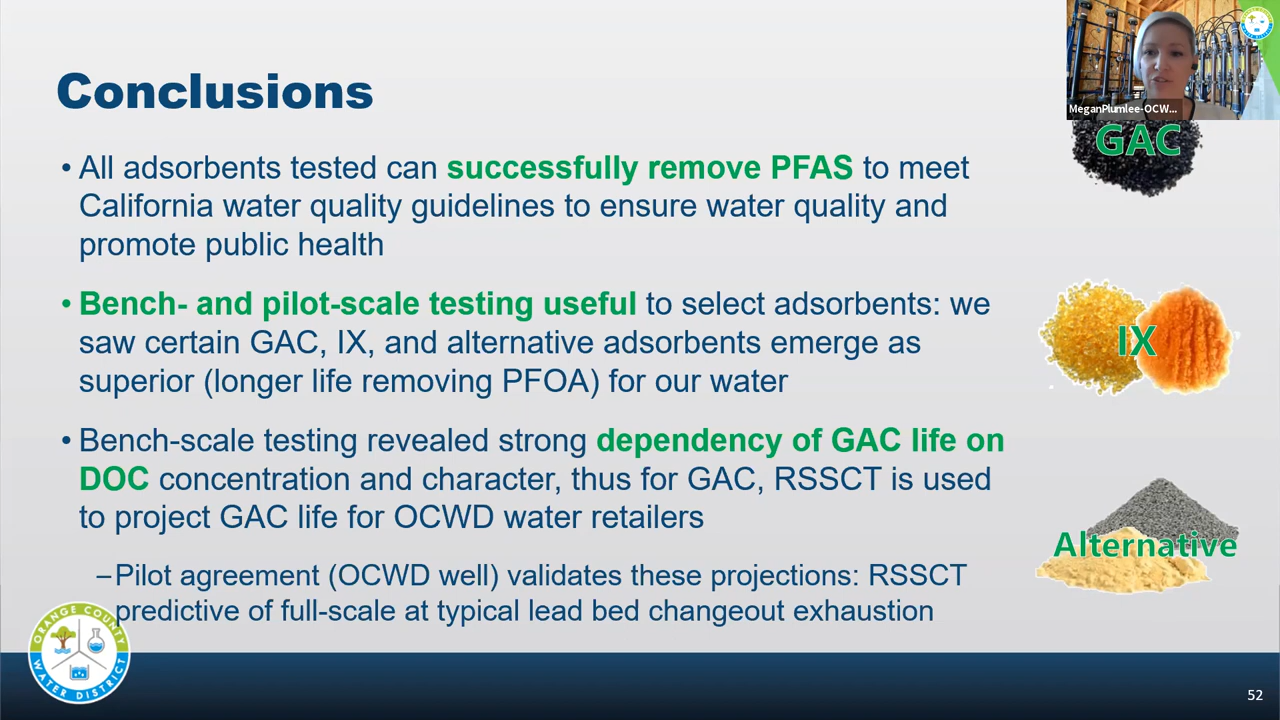 Conclusions
MeganPlumlee-OCW...
• All adsorbents tested can successfully remove PFAS to meet
California water quality guidelines to ensure water quality and
promote public health
• Bench- and pilot-scale testing useful to select adsorbents: we
saw certain GAC, IX, and alternative adsorbents emerge as
superior (longer life removing PFOA) for our water
• Bench-scale testing revealed strong dependency of GAC life on
DOC concentration and character, thus for GAC, RSSCT is used
to project GAC life for OCWD water retailers
–Pilot agreement (OCWD well) validates these projections: RSSCT
predictive of full-scale at typical lead bed changeout exhaustion
GAC
IX
Alternative
ORANGE COUNTY
WATER DISTRICT
52